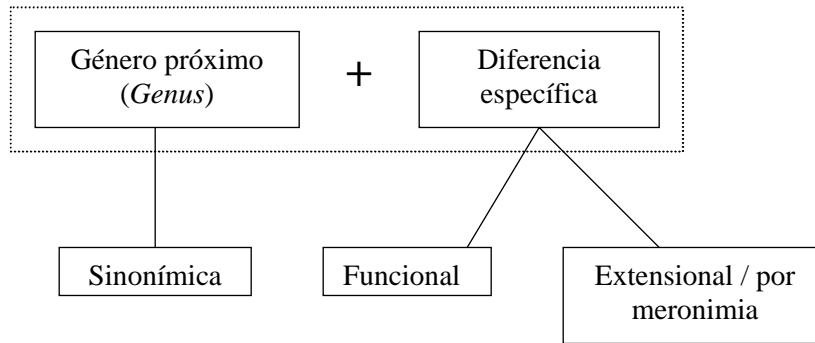 Género próximo
(Genus)
+
Diferencia
específica
Sinonímica
Funcional
Extensional / por
meronimia